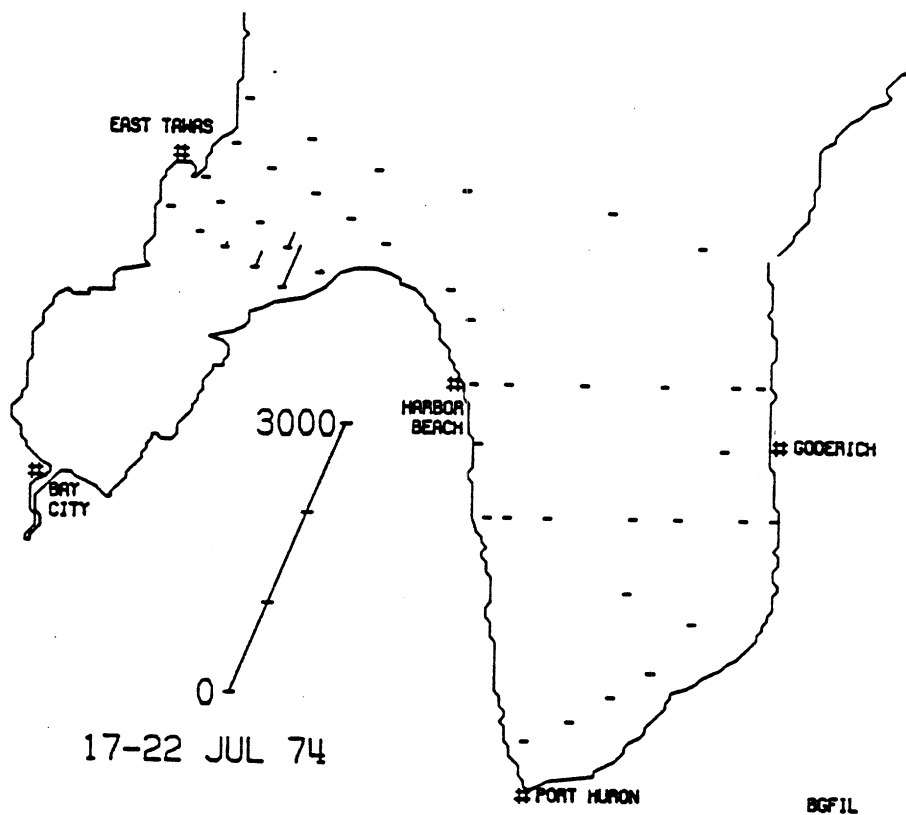 EAST TAWAS
3000
HARBOR
BEACH
GODERICH
BAY
CITY
0
17-22 JUL 74
PORT HURON
BGFIL